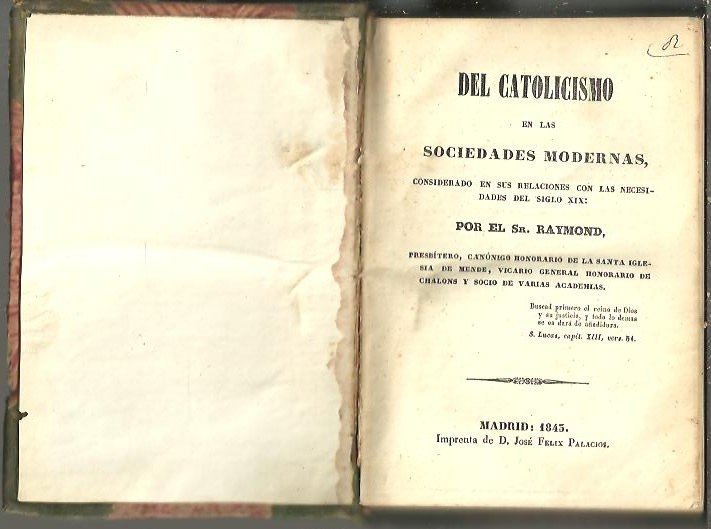 DEL CATOLICISMO
EN LAS
SOCIEDADES MODERNAS,
CONSIDERADO EN SUS RELACIONES CON LAS NECESI-
DADES DEL SIGLO XIX:
POR EL SR. RAYMOND,
PRESBÍTERO, CANÓNIGO HONORARIO DE LA SANTA IGLE-
SIA DE MENDE, VICARIO GENERAL HONORARIO DE
CHALONS Y SOCIO DE VARIAS ACADEMIAS.
Buscad primero el reino de Dios
y su justicia, y todo lo demas
se os dará de añadidura.
S. Lucas, capít. XIII, vers. 31.
MADRID: 1845.
Imprenta de D. JOSÉ FELIX PALACIOS.